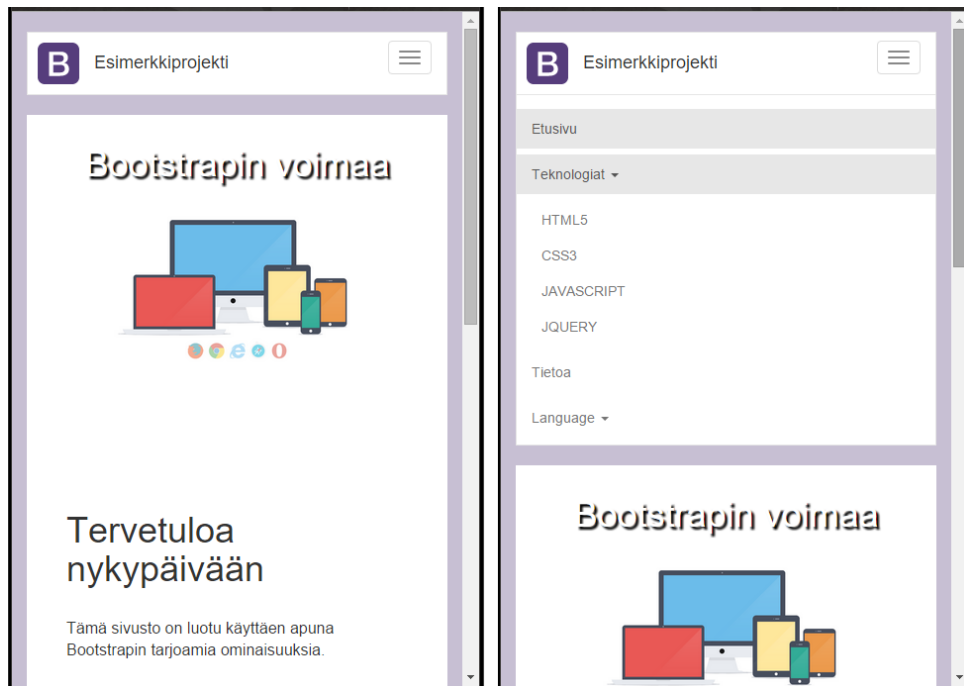 B Esimerkkiprojekti
Bootstrapin voimaa
Tervetuloa
nykypäivään
Tämä sivusto on luotu käyttäen apuna
Bootstrapin tarjoamia ominaisuuksia.
B Esimerkkiprojekti
Etusivu
Teknologiat
HTML5
CSS3
JAVASCRIPT
JQUERY
Tietoa
Language
Bootstrapin voimaa